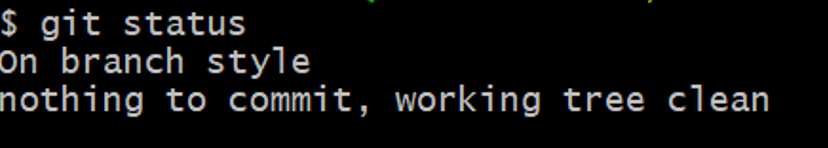 $ git status
On branch style
nothing to commit, working tree clean